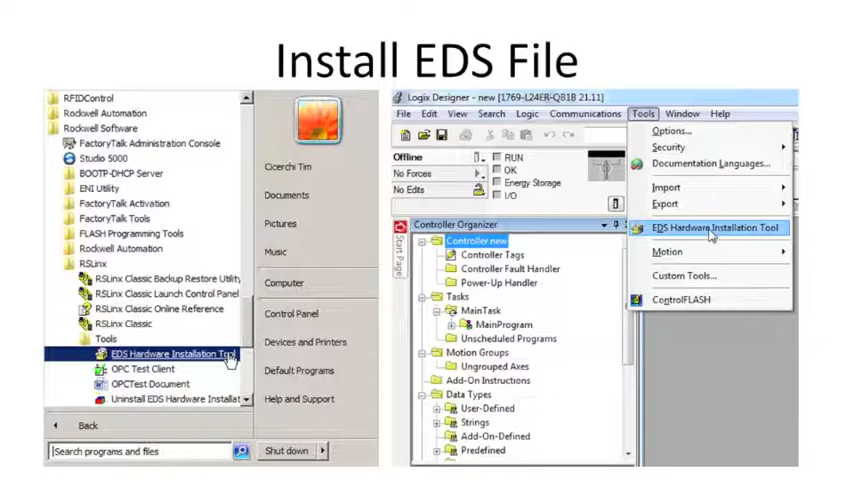 Install EDS File
RFIDControl
Rockwell Automation
Rockwell Software
FactoryTalk Administration Console
Studio 5000
BOOTP-DHCP Server
ENI Utility
FactoryTalk Activation
FactoryTalk Tools
FLASH Programming Tools
Rockwell Automation
RSLinx
RSLinx Classic Backup Restore Utility
RSLinx Classic Launch Control Panel
RSLinx Classic Online Reference
RSLinx Classic
Tools
EDS Hardware Installation Tool
OPC Test Client
OPCTest Document
Uninstall EDS Hardware Installat
Back
Search programs and files
Cicerchi Tim
Documents
Pictures
Music
Computer
Control Panel
Devices and Printers
Default Programs
Help and Support
Shut down
Logix Designer - new [1769-L24ER-QB1B 21.11]
File Edit View Search Logic Communications Tools Window Help
Offline
No Forces
No Edits
RUN
OK
Energy Storage
I/O
Start Page
Controller Organizer
Controller new
Controller Tags
Controller Fault Handler
Power-Up Handler
Tasks
MainTask
MainProgram
Unscheduled Programs
Motion Groups
Ungrouped Axes
Add-On Instructions
Data Types
User-Defined
Strings
Add-On-Defined
Predefined
Options...
Security
Documentation Languages...
Import
Export
EDS Hardware Installation Tool
Motion
Custom Tools...
ControlFLASH